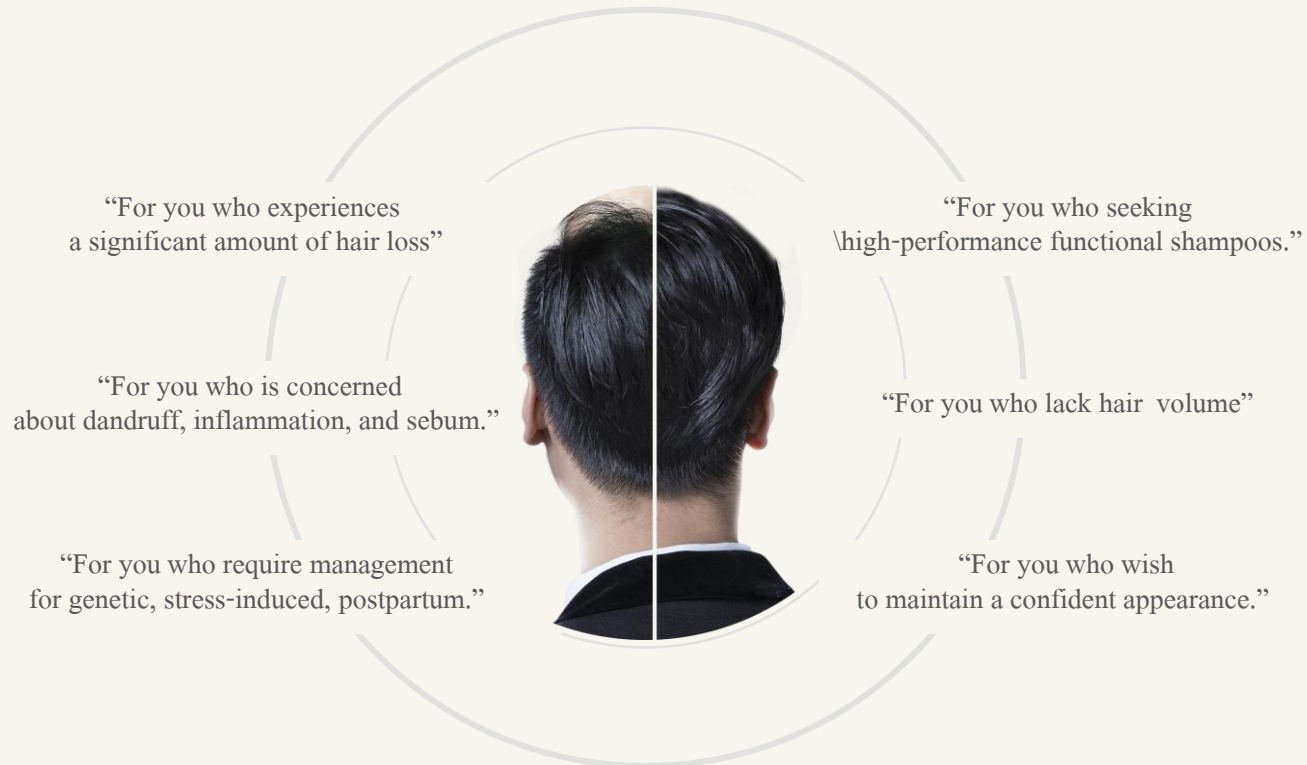 “For you who experiences
a significant amount of hair loss”
“For you who seeking
\high-performance functional shampoos.”
“For you who is concerned
about dandruff, inflammation, and sebum.”
“For you who lack hair  volume”
“For you who require management
for genetic, stress-induced, postpartum.”
“For you who wish
to maintain a confident appearance.”